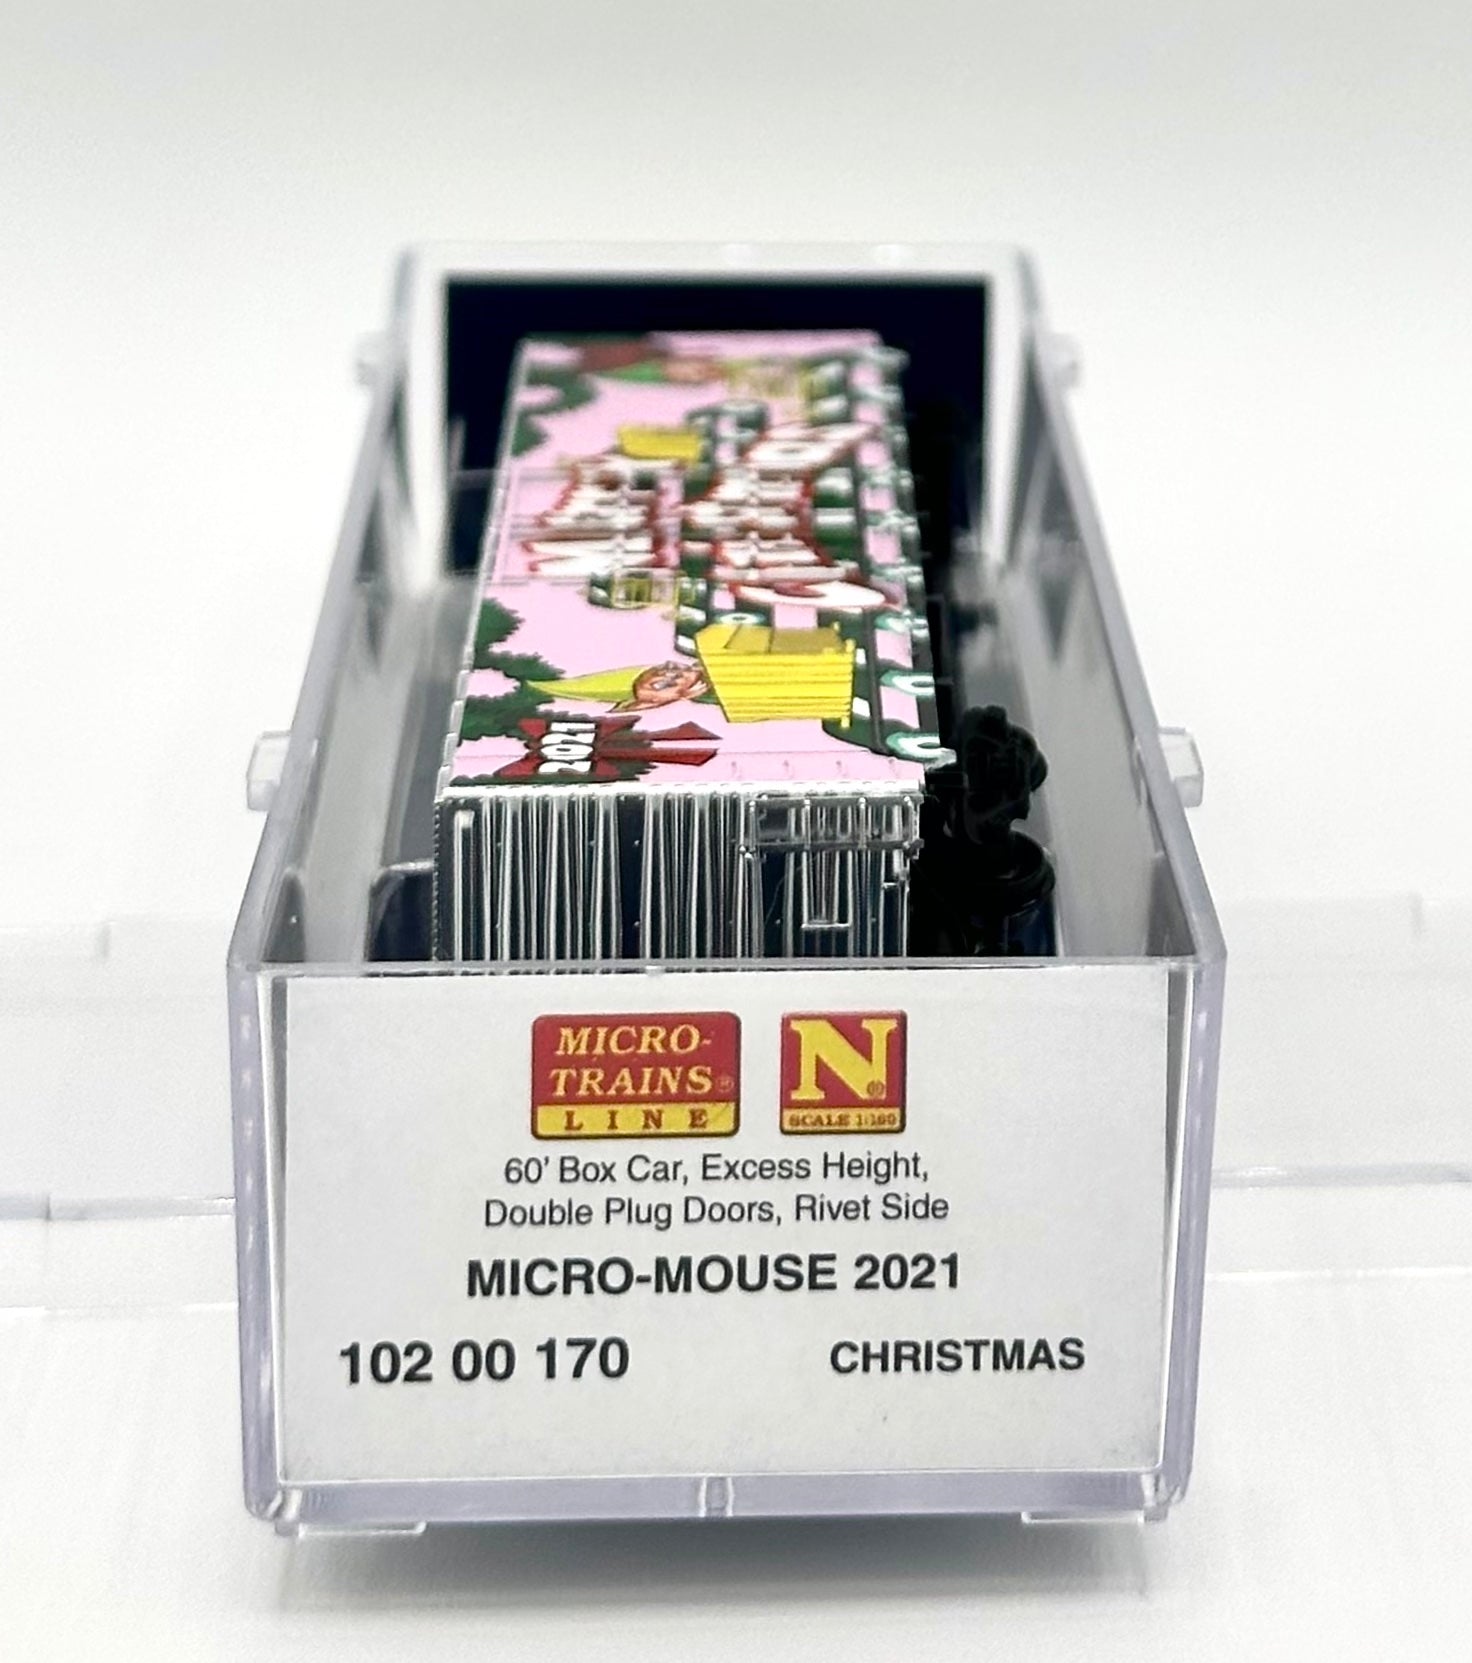 2021
MICRO-
TRAINS®
LINE
N®
SCALE 1:160
60' Box Car, Excess Height,
Double Plug Doors, Rivet Side
MICRO-MOUSE 2021
102 00 170 CHRISTMAS